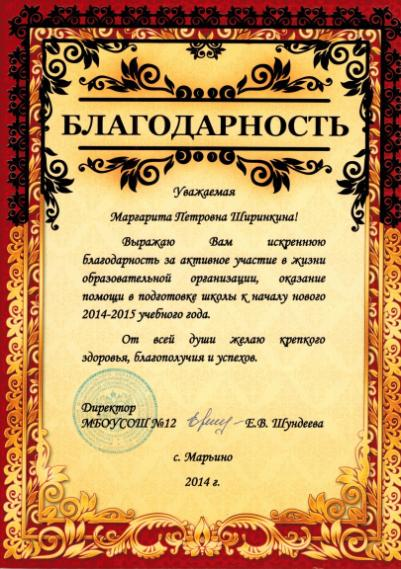 БЛАГОДАРНОСТЬ
Уважаемая
Маргарита Петровна Ширинкина!
Выражаю Вам искреннюю
благодарность за активное участие в жизни
образовательной организации, оказание
помощи в подготовке школы к началу нового
2014-2015 учебного года.
От всей души желаю крепкого
здоровья, благополучия и успехов.
Директор
МБОУСОШ №12 Е.В. Шундеева
с. Марьино
2014 г.